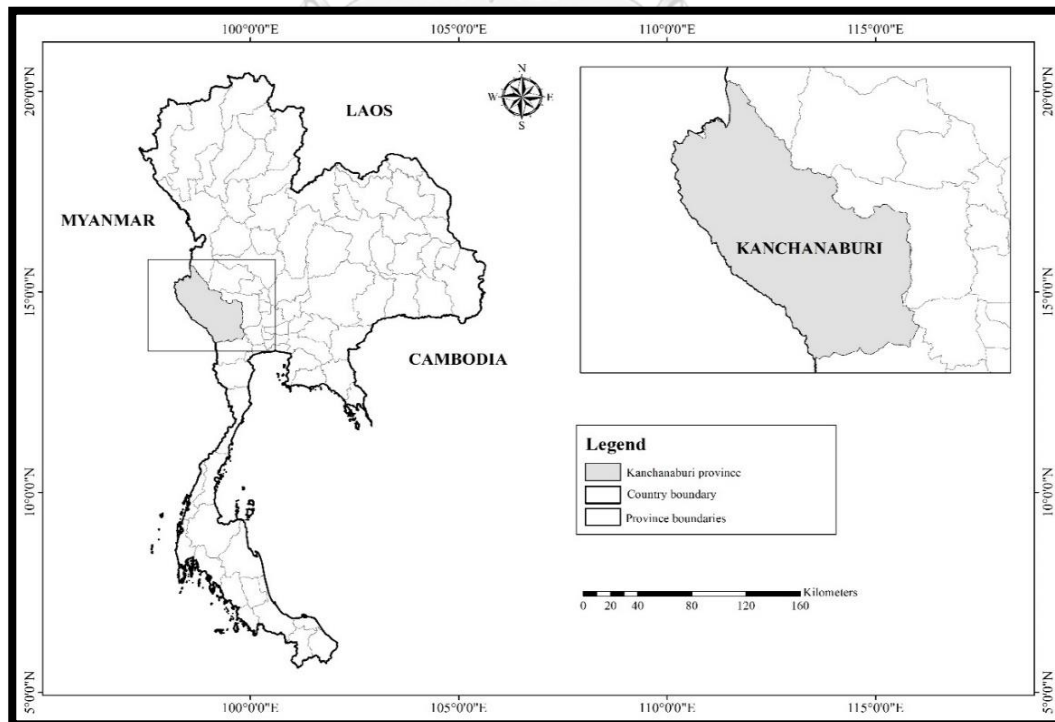 100°0'0"E 105°0'0"E 110°0'0"E 115°0'0"E
20°0'0"N
15°0'0"N
10°0'0"N
5°0'0"N
N
W E
S
LAOS
MYANMAR
CAMBODIA
KANCHANABURI
Legend
Kanchanaburi province
Country boundary
Province boundaries
0 10 20 40 80 120 160 Kilometers
20°0'0"N
15°0'0"N
10°0'0"N
5°0'0"N
100°0'0"E 105°0'0"E 110°0'0"E 115°0'0"E